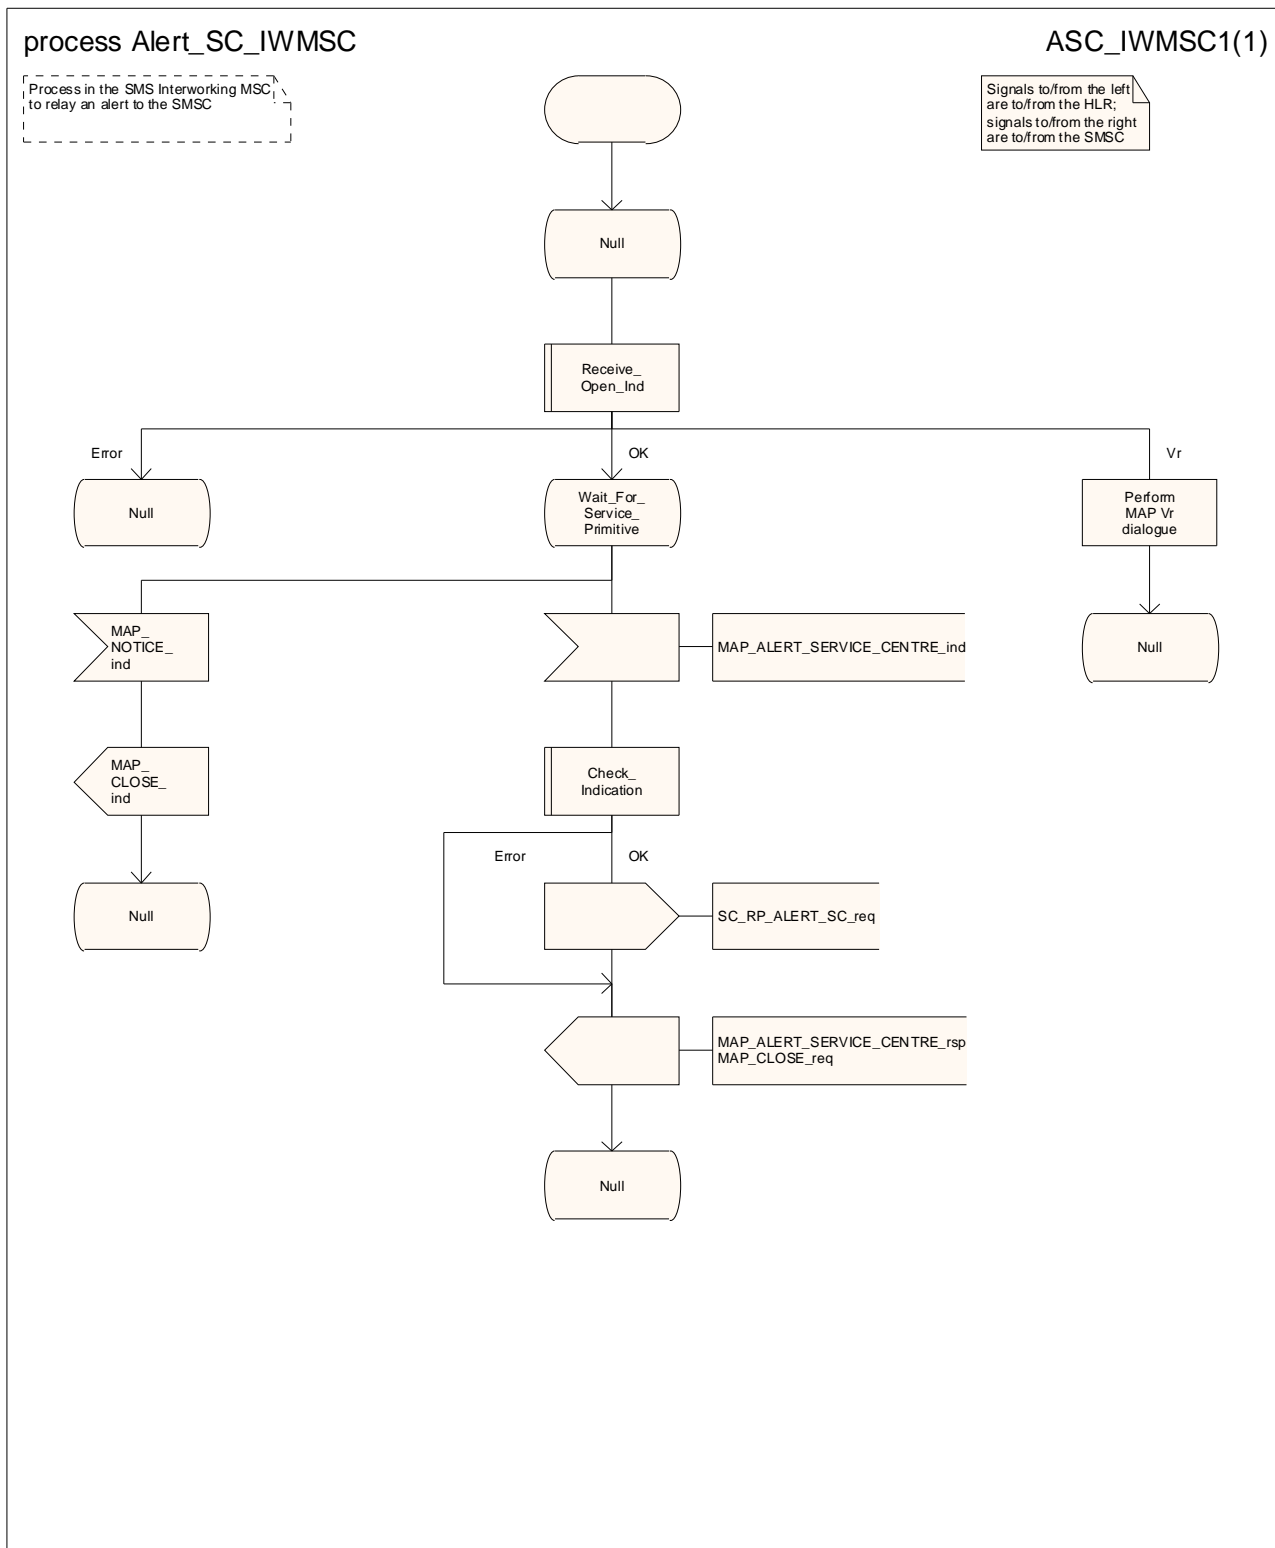 process Alert_SC_IWMSC
ASC_IWMSC1(1)
Process in the SMS Interworking MSC
to relay an alert to the SMSC
Signals to/from the left
are to/from the HLR;
signals to/from the right
are to/from the SMSC
Null
Receive_
Open_Ind
Error
OK
Vr
Null
Wait_For_
Service_
Primitive
Perform
MAP Vr
dialogue
MAP_
NOTICE_
ind
MAP_ALERT_SERVICE_CENTRE_ind
Null
MAP_
CLOSE_
ind
Check_
Indication
Error
OK
Null
SC_RP_ALERT_SC_req
MAP_ALERT_SERVICE_CENTRE_rsp
MAP_CLOSE_req
Null